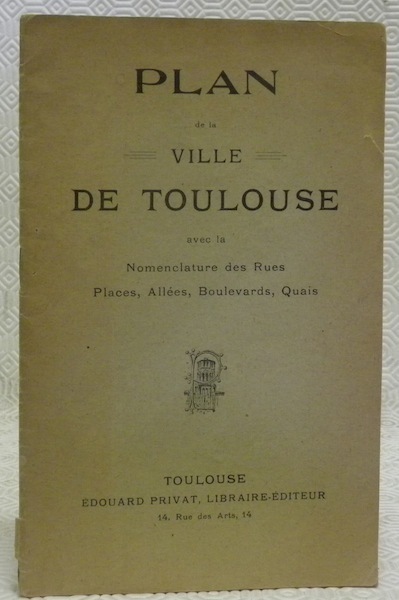 PLAN
de la
VILLE
DE TOULOUSE
avec la
Nomenclature des Rues
Places, Allées, Boulevards, Quais
TOULOUSE
EDOUARD PRIVAT, LIBRAIRE-ÉDITEUR
14, Rue des Arts, 14